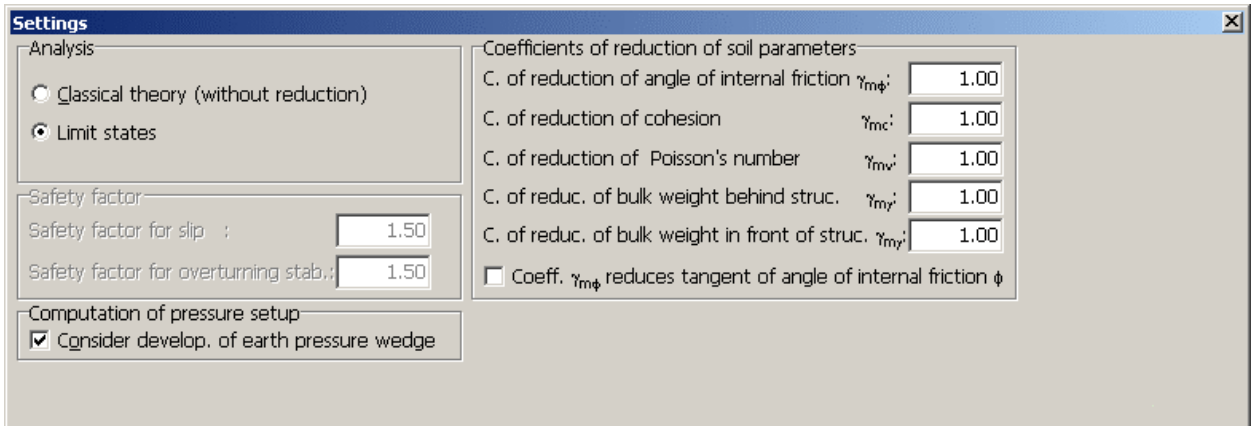 Settings
Analysis
Classical theory (without reduction)
Limit states
Safety factor
Safety factor for slip :
1.50
Safety factor for overturning stab.:
1.50
Computation of pressure setup
Consider develop. of earth pressure wedge
Coefficients of reduction of soil parameters
C. of reduction of angle of internal friction γmφ:
1.00
C. of reduction of cohesion γmc:
1.00
C. of reduction of Poisson's number γmν:
1.00
C. of reduc. of bulk weight behind struc. γmγ:
1.00
C. of reduc. of bulk weight in front of struc. γmγ:
1.00
Coeff. γmφ reduces tangent of angle of internal friction φ